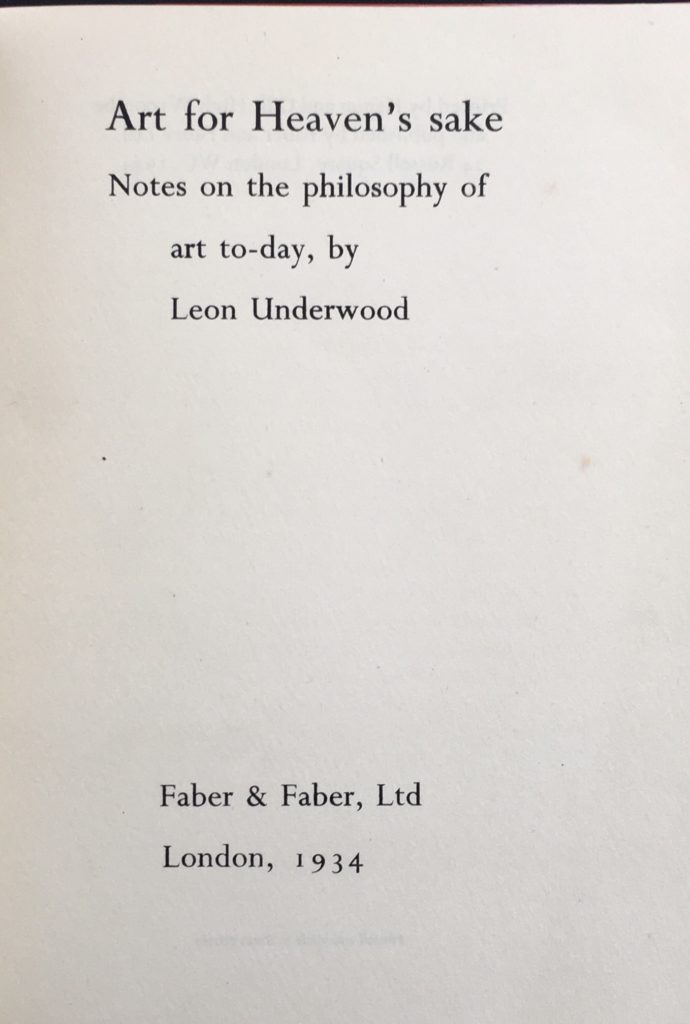 Art for Heaven's sake
Notes on the philosophy of
art to-day, by
Leon Underwood
Faber & Faber, Ltd
London, 1934